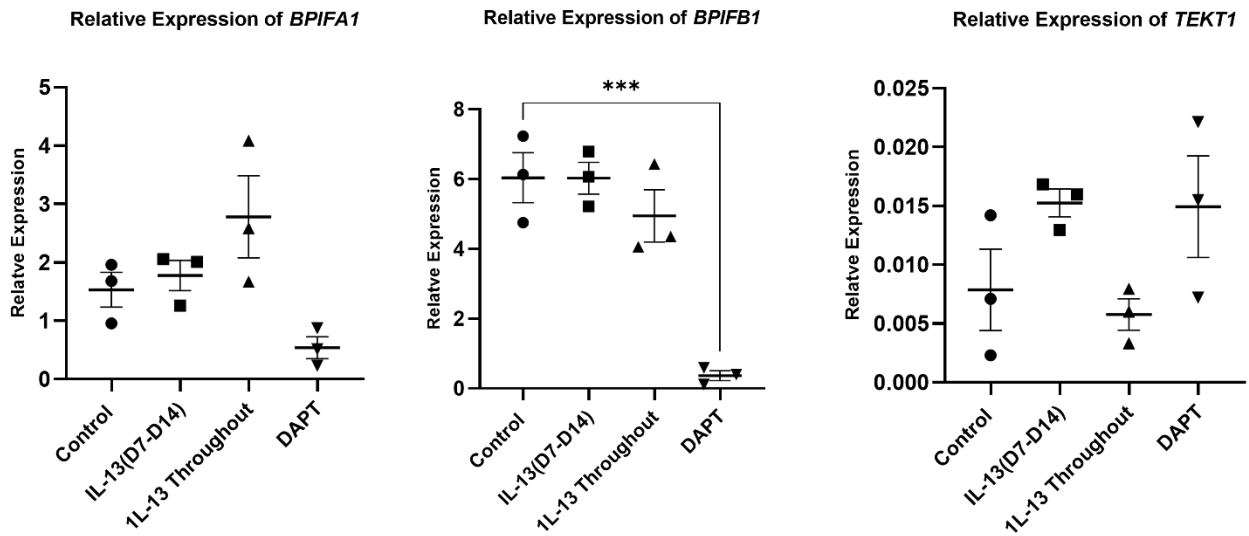 Relative Expression of BPIFA1
Relatve Expression
5
4
3
2
1
0
Control
IL-13(D7-D14)
1L-13 Throughout
DAPT
Relative Expression of BPIFB1
Relatve Expression
8
6
4
2
0
***
Control
IL-13(D7-D14)
1L-13 Throughout
DAPT
Relative Expression of TEKT1
Relatve Expression
0.025
0.020
0.015
0.010
0.005
0.000
Control
IL-13(D7-D14)
1L-13 Throughout
DAPT